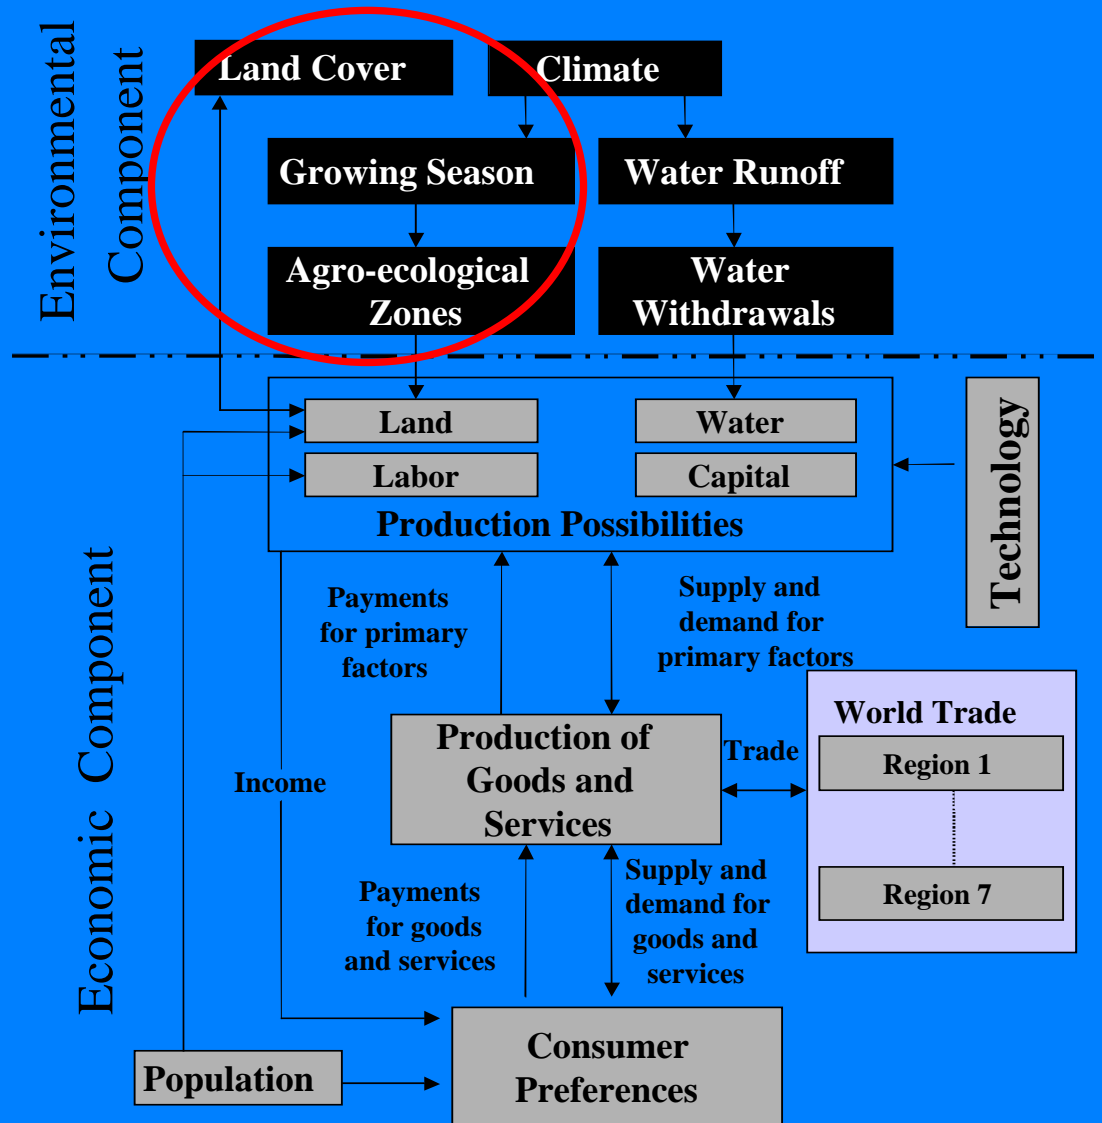 Environmental
Component
Land Cover
Climate
Growing Season
Water Runoff
Agro-ecological
Zones
Water
Withdrawals
Economic Component
Land
Water
Labor
Capital
Production Possibilities
Technology
Payments
for primary
factors
Supply and
demand for
primary factors
Income
Production of
Goods and
Services
Trade
World Trade
Region 1
Region 7
Payments
for goods
and services
Supply and
demand for
goods and
services
Population
Consumer
Preferences